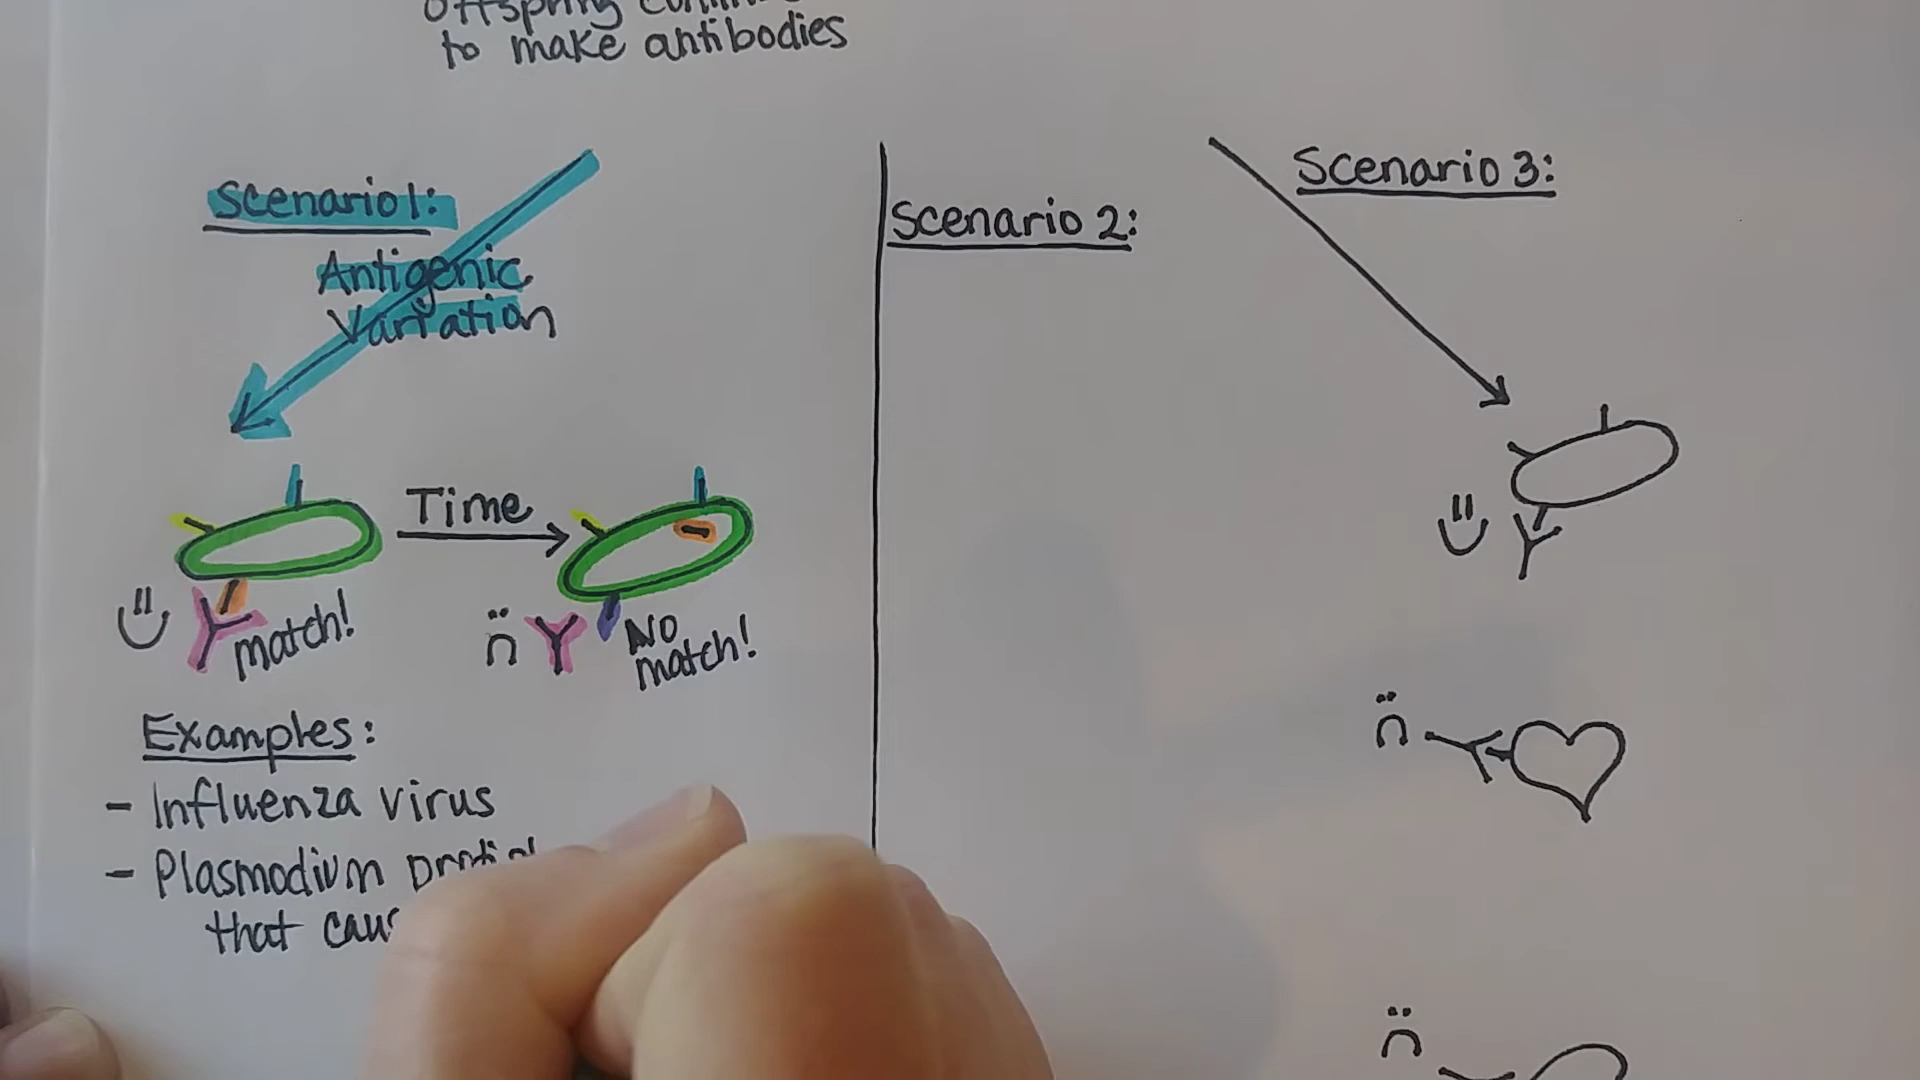 offspring
to make antibodies
Scenario 1:
Antigenic
Variation
Time
match!
No
match!
Examples:
- Influenza virus
- Plasmodium
that
Scenario 2:
Scenario 3: